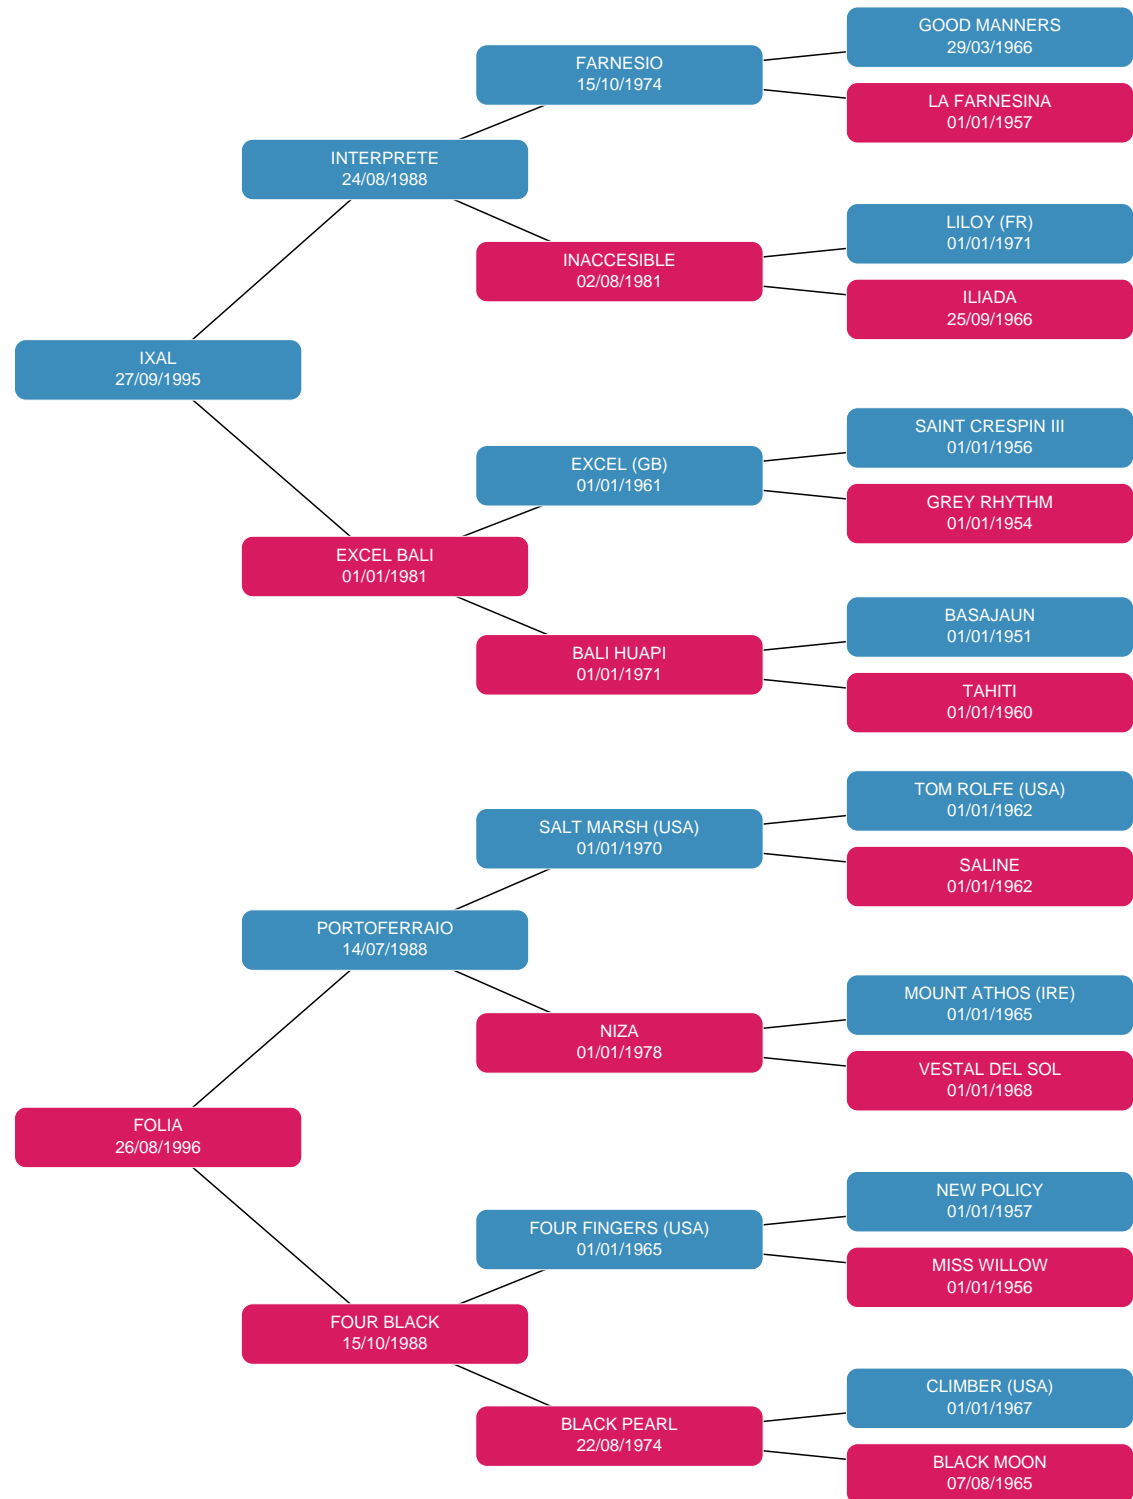 GOOD MANNERS
29/03/1966
FARNESIO
15/10/1974
LA FARNESINA
01/01/1957
INTERPRETE
24/08/1988
LILOY (FR)
01/01/1971
INACCESIBLE
02/08/1981
ILIADA
25/09/1966
IXAL
27/09/1995
SAINT CRESPIN III
01/01/1956
EXCEL (GB)
01/01/1961
GREY RHYTHM
01/01/1954
EXCEL BALI
01/01/1981
BASAJAUN
01/01/1951
BALI HUAPI
01/01/1971
TAHITI
01/01/1960
TOM ROLFE (USA)
01/01/1962
SALT MARSH (USA)
01/01/1970
SALINE
01/01/1962
PORTOFERRAIO
14/07/1988
MOUNT ATHOS (IRE)
01/01/1965
NIZA
01/01/1978
VESTAL DEL SOL
01/01/1968
FOLIA
26/08/1996
NEW POLICY
01/01/1957
FOUR FINGERS (USA)
01/01/1965
MISS WILLOW
01/01/1956
FOUR BLACK
15/10/1988
CLIMBER (USA)
01/01/1967
BLACK PEARL
22/08/1974
BLACK MOON
07/08/1965